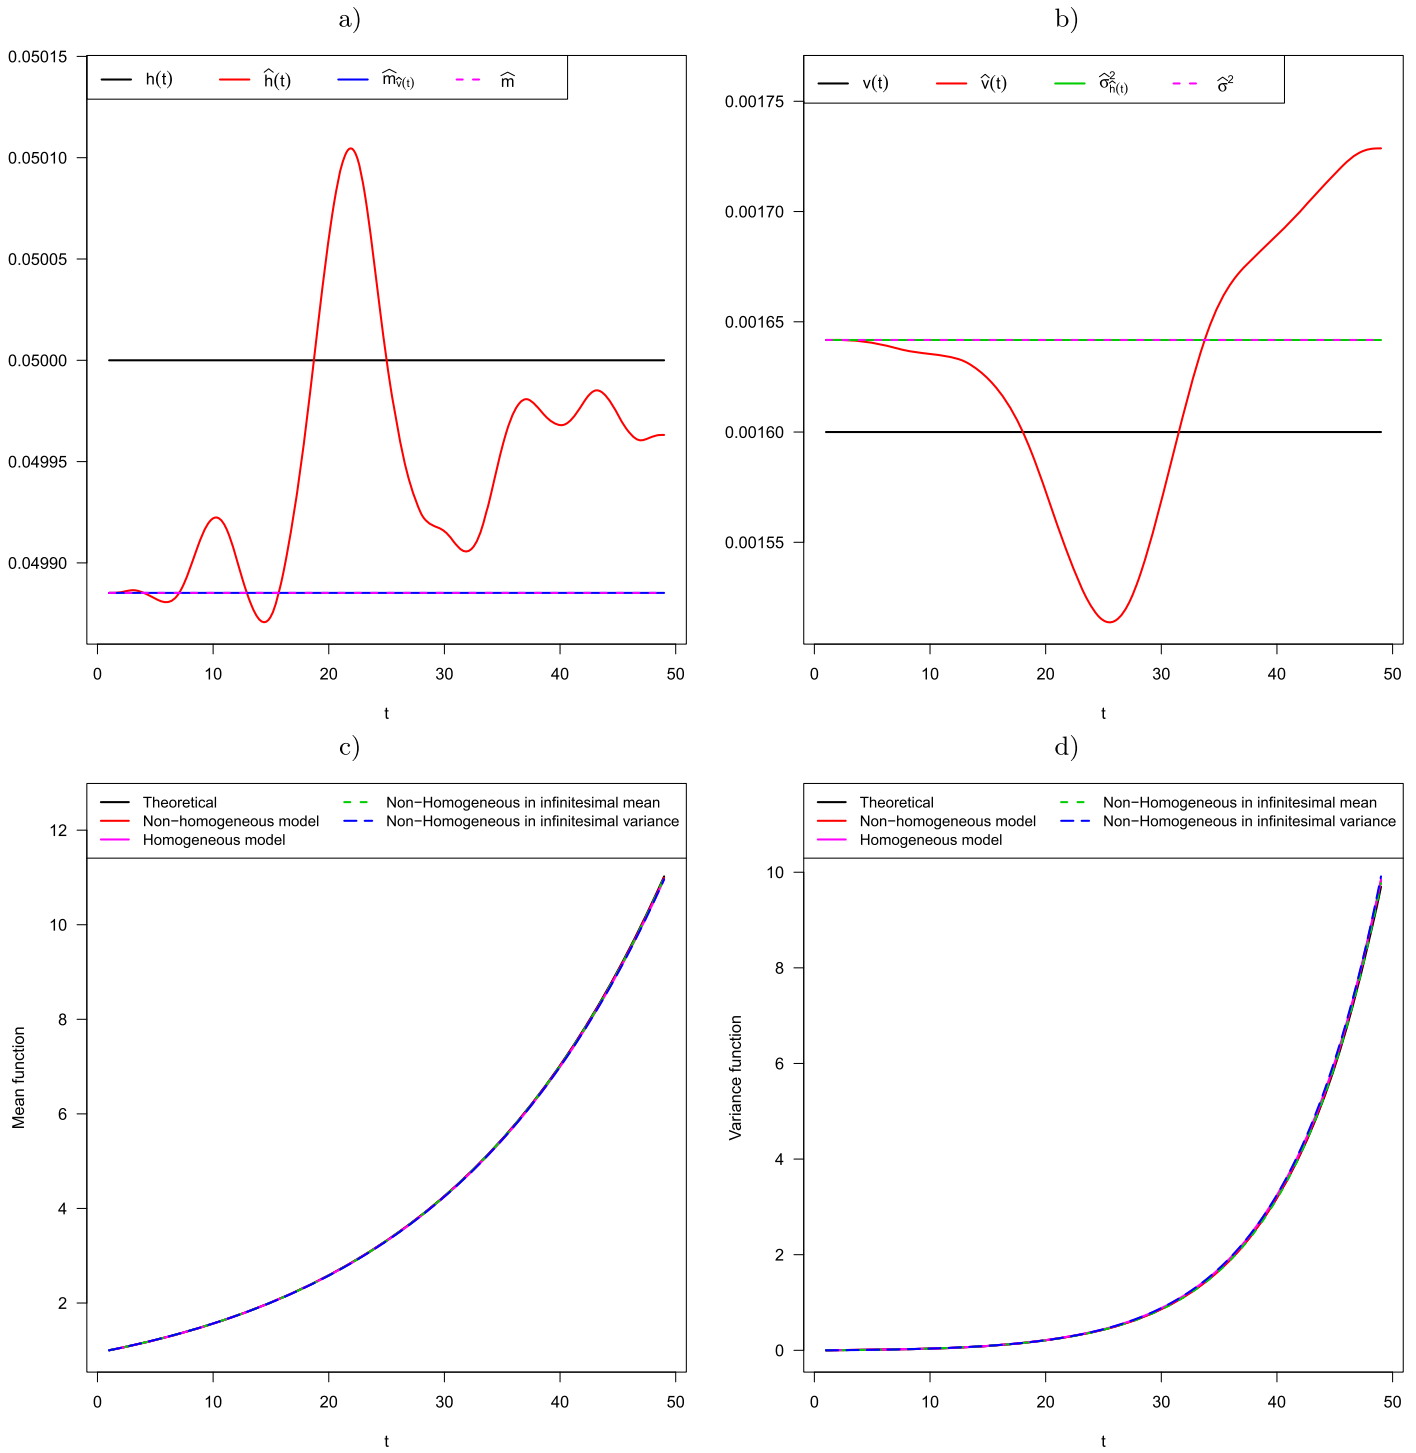 a)
h(t) ĥ(t) m̂v̂(t) m̂
0.05015
0.05010
0.05005
0.05000
0.04995
0.04990
0 10 20 30 40 50
t
b)
v(t) v̂(t) σ̂²ĥ(t) σ̂²
0.00175
0.00170
0.00165
0.00160
0.00155
0 10 20 30 40 50
t
c)
Theoretical Non−Homogeneous in infinitesimal mean
Non−homogeneous model Non−Homogeneous in infinitesimal variance
Homogeneous model
12
10
8
6
4
2
Mean function
0 10 20 30 40 50
t
d)
Theoretical Non−Homogeneous in infinitesimal mean
Non−homogeneous model Non−Homogeneous in infinitesimal variance
Homogeneous model
10
8
6
4
2
0
Variance function
0 10 20 30 40 50
t